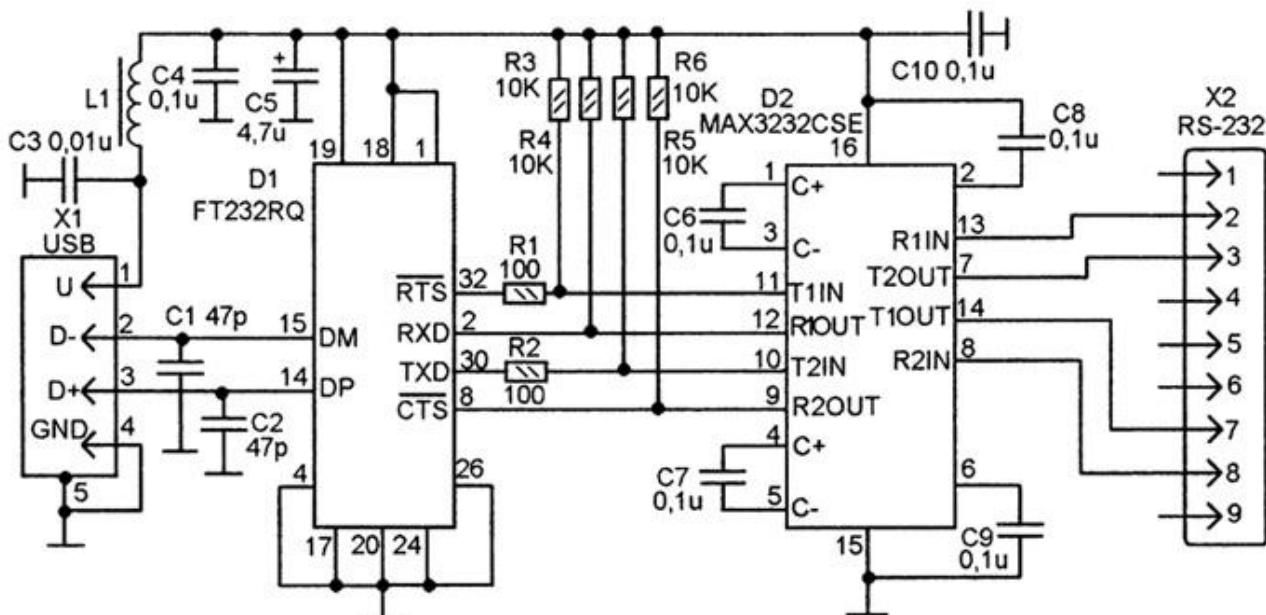 C10 0,1u
R3
10K
R6
10K
C4
0,1u
C5
4,7u
+
L1
C3 0,01u
R4
10K
R5
10K
D2
MAX3232CSE
C8
0,1u
X2
RS-232
19
18
1
16
D1
FT232RQ
X1
USB
1
C+
2
C6
0,1u
3
C-
13
R1IN
7
T2OUT
14
T1OUT
8
R2IN
1
2
3
4
5
6
7
8
9
U
1
D-
2
D+
3
GND
4
5
C1 47p
C2
47p
15
DM
14
DP
R1
100
RTS
32
RXD
2
TXD
30
CTS
8
R2
100
11
T1IN
12
R1OUT
10
T2IN
9
R2OUT
4
C+
C7
0,1u
5
C-
6
C9
0,1u
15
4
26
17
20
24